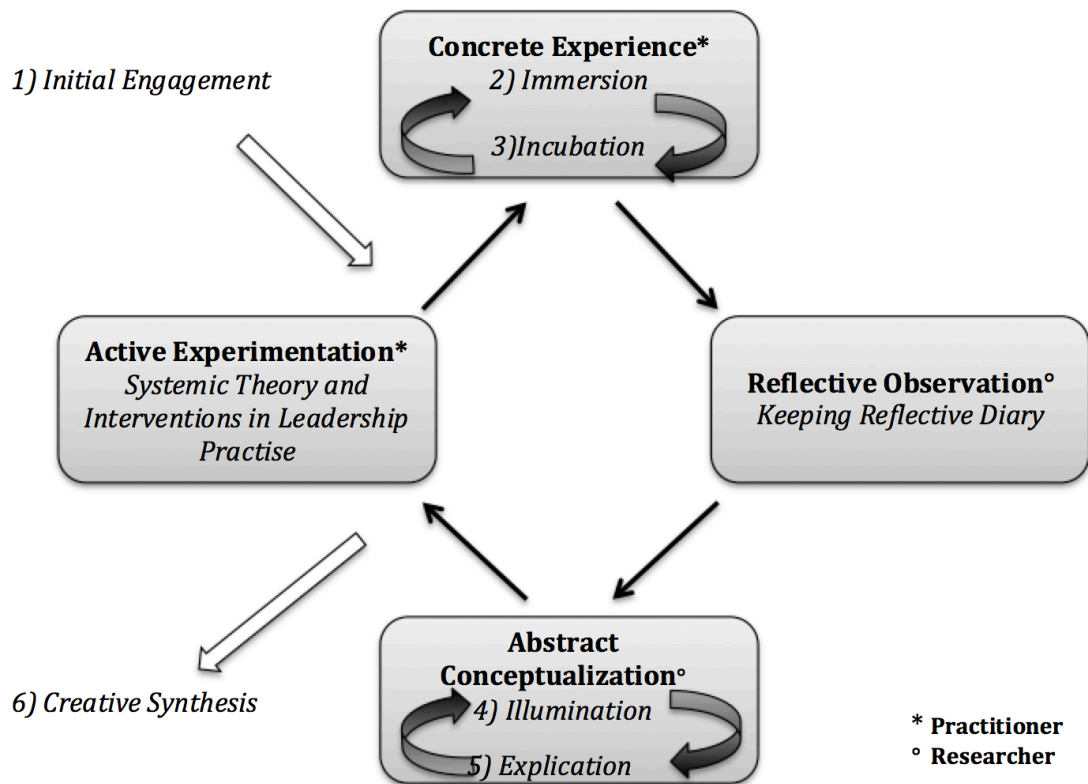 Concrete Experience*
1) Initial Engagement
2) Immersion
3)Incubation
Active Experimentation*
Systemic Theory and
Interventions in Leadership
Practise
Reflective Observation°
Keeping Reflective Diary
Abstract
Conceptualization°
4) Illumination
5) Explication
6) Creative Synthesis
* Practitioner
° Researcher